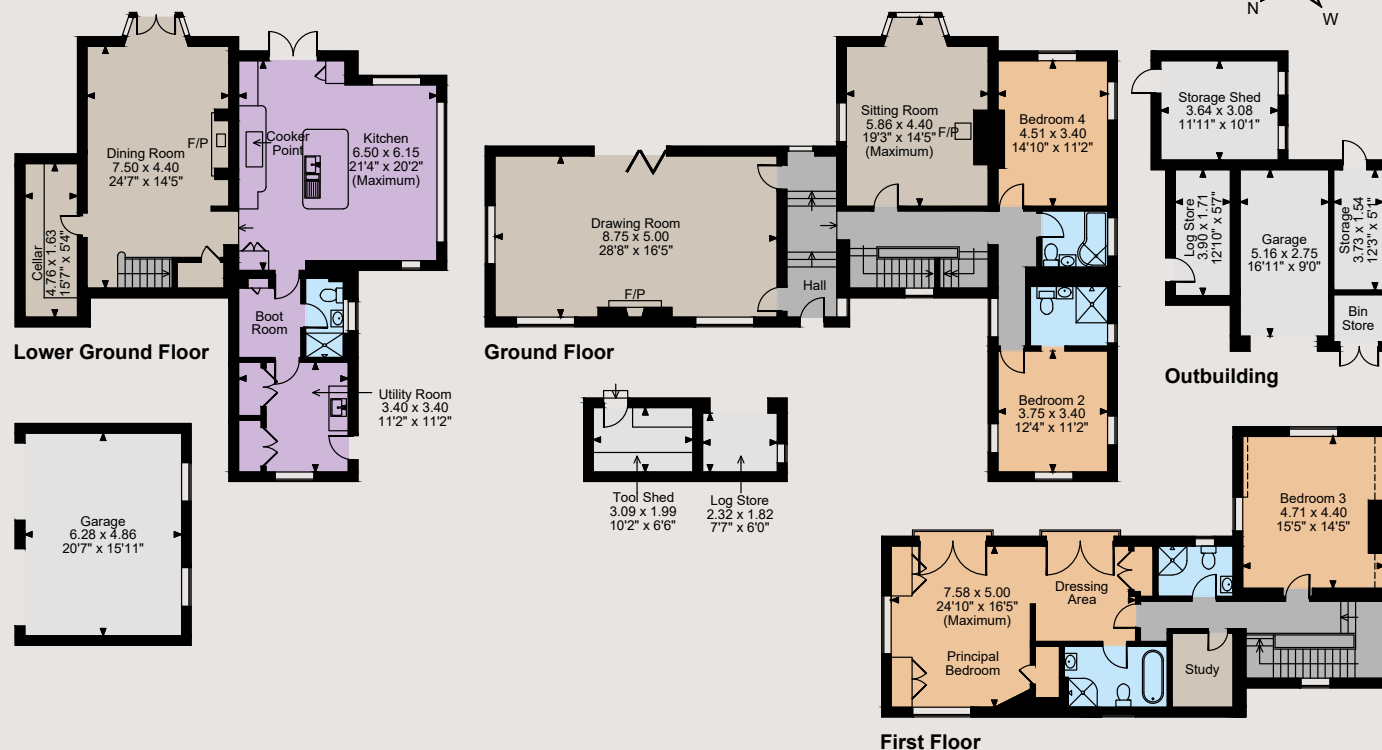 N
W
Dining Room
7.50 x 4.40
24'7" x 14'5"
F/P
Cooker
Point
Kitchen
6.50 x 6.15
21'4" x 20'2"
(Maximum)
Cellar
4.76 x 1.63
15'7" x 5'4"
Boot
Room
Utility Room
3.40 x 3.40
11'2" x 11'2"
Lower Ground Floor
Garage
6.28 x 4.86
20'7" x 15'11"
Drawing Room
8.75 x 5.00
28'8" x 16'5"
F/P
Hall
Sitting Room
5.86 x 4.40
19'3" x 14'5"
(Maximum)
F/P
Bedroom 4
4.51 x 3.40
14'10" x 11'2"
Bedroom 2
3.75 x 3.40
12'4" x 11'2"
Ground Floor
Tool Shed
3.09 x 1.99
10'2" x 6'6"
Log Store
2.32 x 1.82
7'7" x 6'0"
Storage Shed
3.64 x 3.08
11'11" x 10'1"
Log Store
3.90 x 1.71
12'10" x 5'7"
Garage
5.16 x 2.75
16'11" x 9'0"
Storage
3.73 x 1.54
12'3" x 5'1"
Bin
Store
Outbuilding
7.58 x 5.00
24'10" x 16'5"
(Maximum)
Principal
Bedroom
Dressing
Area
Study
Bedroom 3
4.71 x 4.40
15'5" x 14'5"
First Floor